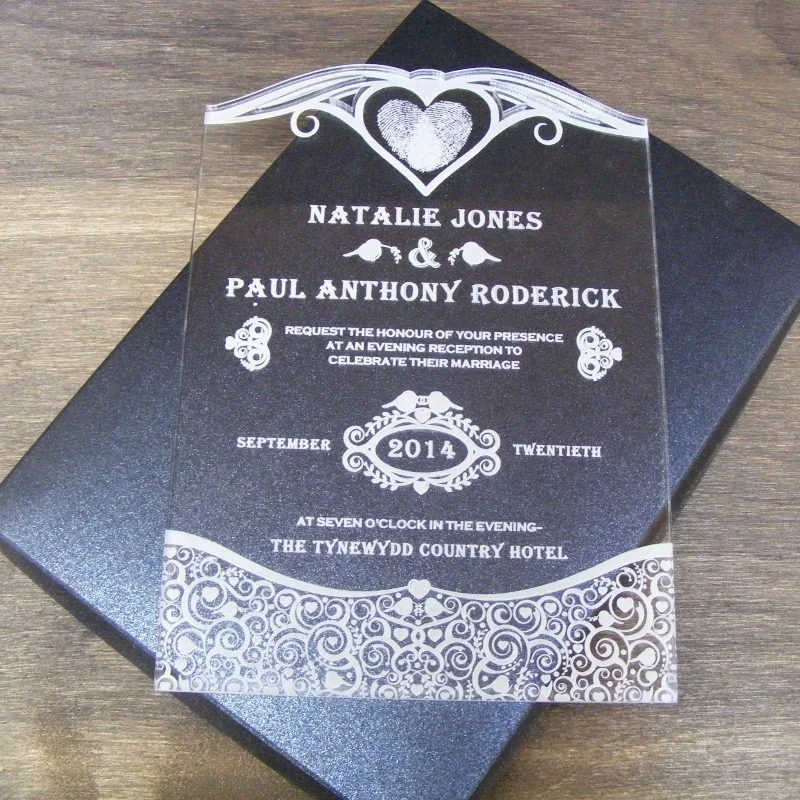 NATALIE JONES
&
PAUL ANTHONY RODERICK
REQUEST THE HONOUR OF YOUR PRESENCE
AT AN EVENING RECEPTION TO
CELEBRATE THEIR MARRIAGE
SEPTEMBER 2014 TWENTIETH
AT SEVEN O'CLOCK IN THE EVENING-
THE TYNEWYDD COUNTRY HOTEL